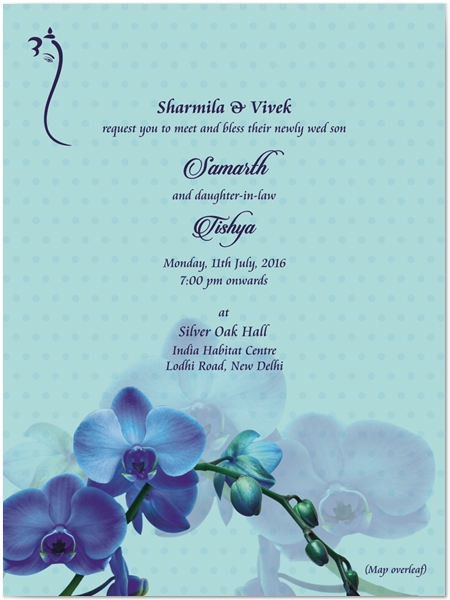 Sharmila & Vivek
request you to meet and bless their newly wed son
Samarth
and daughter-in-law
Tishya
Monday, 11th July, 2016
7:00 pm onwards
at
Silver Oak Hall
India Habitat Centre
Lodhi Road, New Delhi
(Map overleaf)